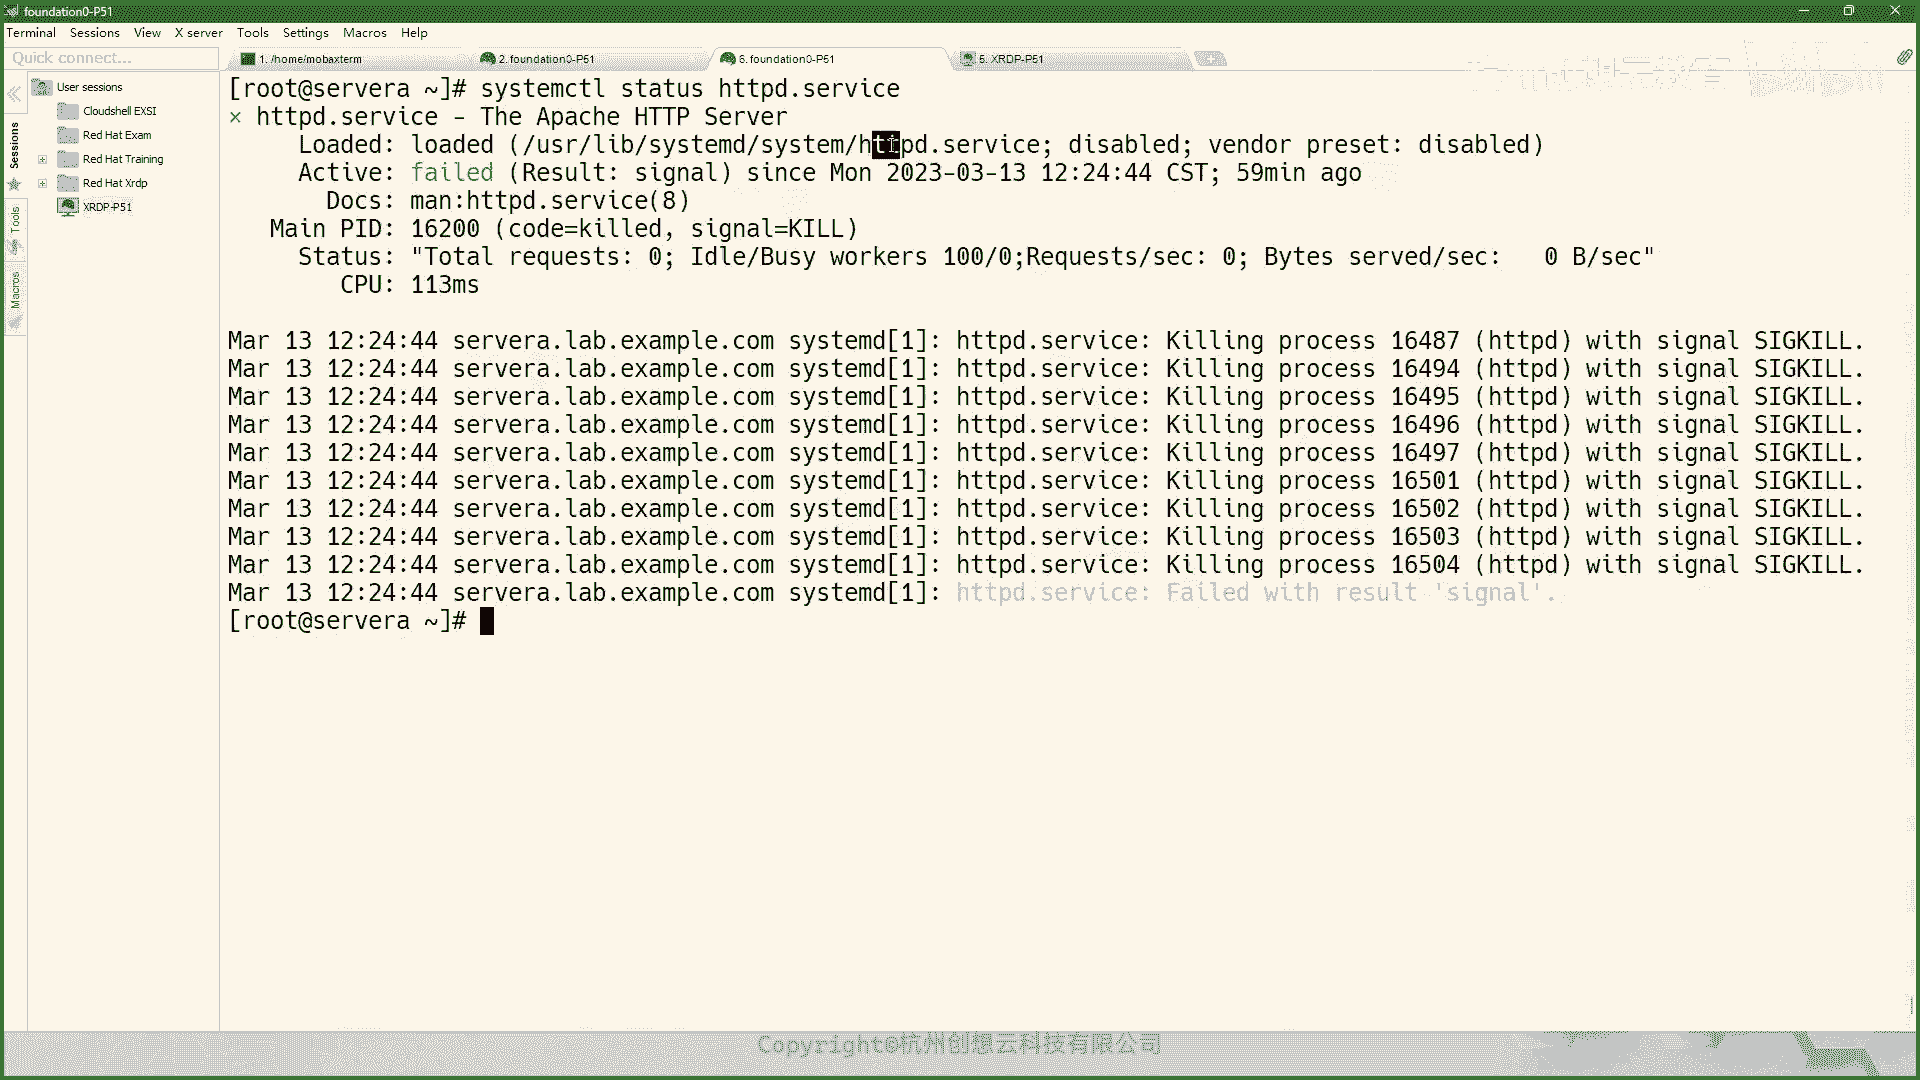 foundation0-P51
Terminal Sessions View X server Tools Settings Macros Help
Quick connect...
1. /home/mobaxterm
2. foundation0-P51
6. foundation0-P51
5. XRDP-P51
Sessions
Tools
Macros
User sessions
Cloudshell EXSI
Red Hat Exam
Red Hat Training
Red Hat Xrdp
XRDP-P51
[root@servera ~]# systemctl status httpd.service
× httpd.service - The Apache HTTP Server
Loaded: loaded (/usr/lib/systemd/system/httpd.service; disabled; vendor preset: disabled)
Active: failed (Result: signal) since Mon 2023-03-13 12:24:44 CST; 59min ago
Docs: man:httpd.service(8)
Main PID: 16200 (code=killed, signal=KILL)
Status: "Total requests: 0; Idle/Busy workers 100/0;Requests/sec: 0; Bytes served/sec:   0 B/sec"
CPU: 113ms
Mar 13 12:24:44 servera.lab.example.com systemd[1]: httpd.service: Killing process 16487 (httpd) with signal SIGKILL.
Mar 13 12:24:44 servera.lab.example.com systemd[1]: httpd.service: Killing process 16494 (httpd) with signal SIGKILL.
Mar 13 12:24:44 servera.lab.example.com systemd[1]: httpd.service: Killing process 16495 (httpd) with signal SIGKILL.
Mar 13 12:24:44 servera.lab.example.com systemd[1]: httpd.service: Killing process 16496 (httpd) with signal SIGKILL.
Mar 13 12:24:44 servera.lab.example.com systemd[1]: httpd.service: Killing process 16497 (httpd) with signal SIGKILL.
Mar 13 12:24:44 servera.lab.example.com systemd[1]: httpd.service: Killing process 16501 (httpd) with signal SIGKILL.
Mar 13 12:24:44 servera.lab.example.com systemd[1]: httpd.service: Killing process 16502 (httpd) with signal SIGKILL.
Mar 13 12:24:44 servera.lab.example.com systemd[1]: httpd.service: Killing process 16503 (httpd) with signal SIGKILL.
Mar 13 12:24:44 servera.lab.example.com systemd[1]: httpd.service: Killing process 16504 (httpd) with signal SIGKILL.
Mar 13 12:24:44 servera.lab.example.com systemd[1]: httpd.service: Failed with result 'signal'.
[root@servera ~]#
Copyright©杭州创想云科技有限公司